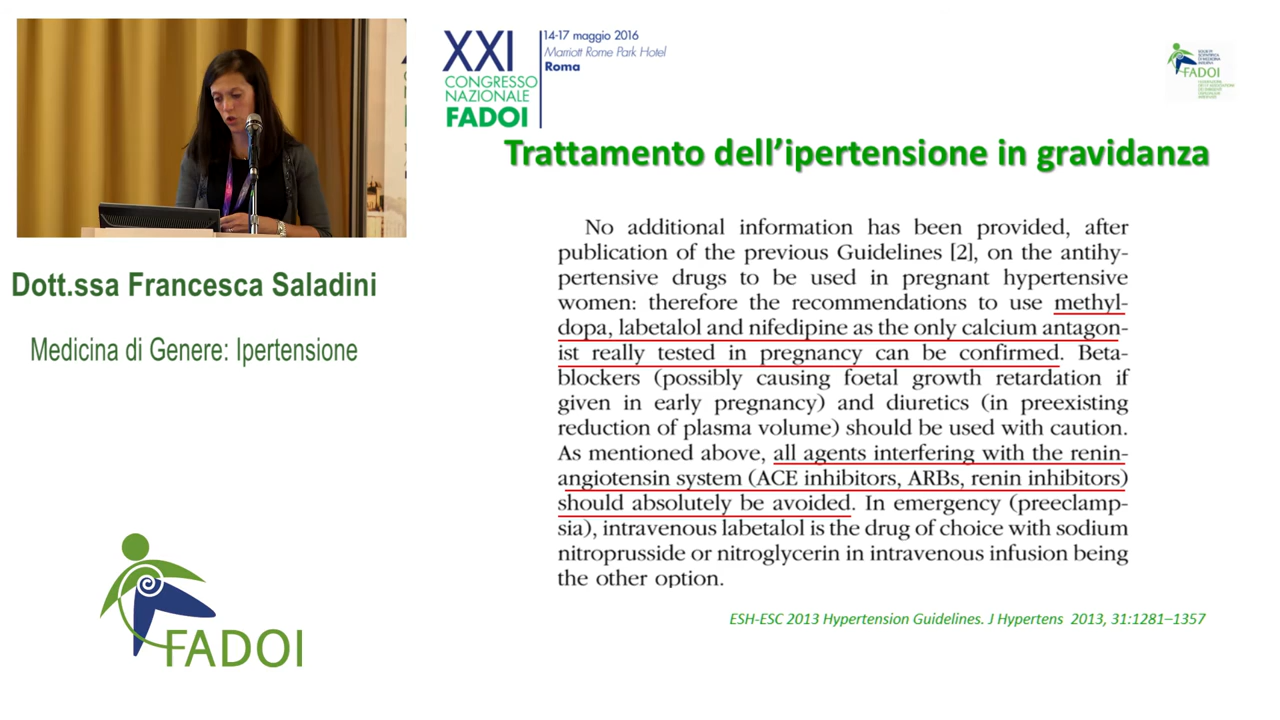 XXI
CONGRESSO
NAZIONALE
FADOI
14-17 maggio 2016
Marriott Rome Park Hotel
Roma
FADOI
Trattamento dell'ipertensione in gravidanza
Dott.ssa Francesca Saladini
Medicina di Genere: Ipertensione
No additional information has been provided, after
publication of the previous Guidelines [2], on the antihy-
pertensive drugs to be used in pregnant hypertensive
women: therefore the recommendations to use methyl-
dopa, labetalol and nifedipine as the only calcium antagon-
ist really tested in pregnancy can be confirmed. Beta-
blockers (possibly causing foetal growth retardation if
given in early pregnancy) and diuretics (in preexisting
reduction of plasma volume) should be used with caution.
As mentioned above, all agents interfering with the renin-
angiotensin system (ACE inhibitors, ARBs, renin inhibitors)
should absolutely be avoided. In emergency (preeclamp-
sia), intravenous labetalol is the drug of choice with sodium
nitroprusside or nitroglycerin in intravenous infusion being
the other option.
ESH-ESC 2013 Hypertension Guidelines. J Hypertens 2013, 31:1281–1357
FADOI